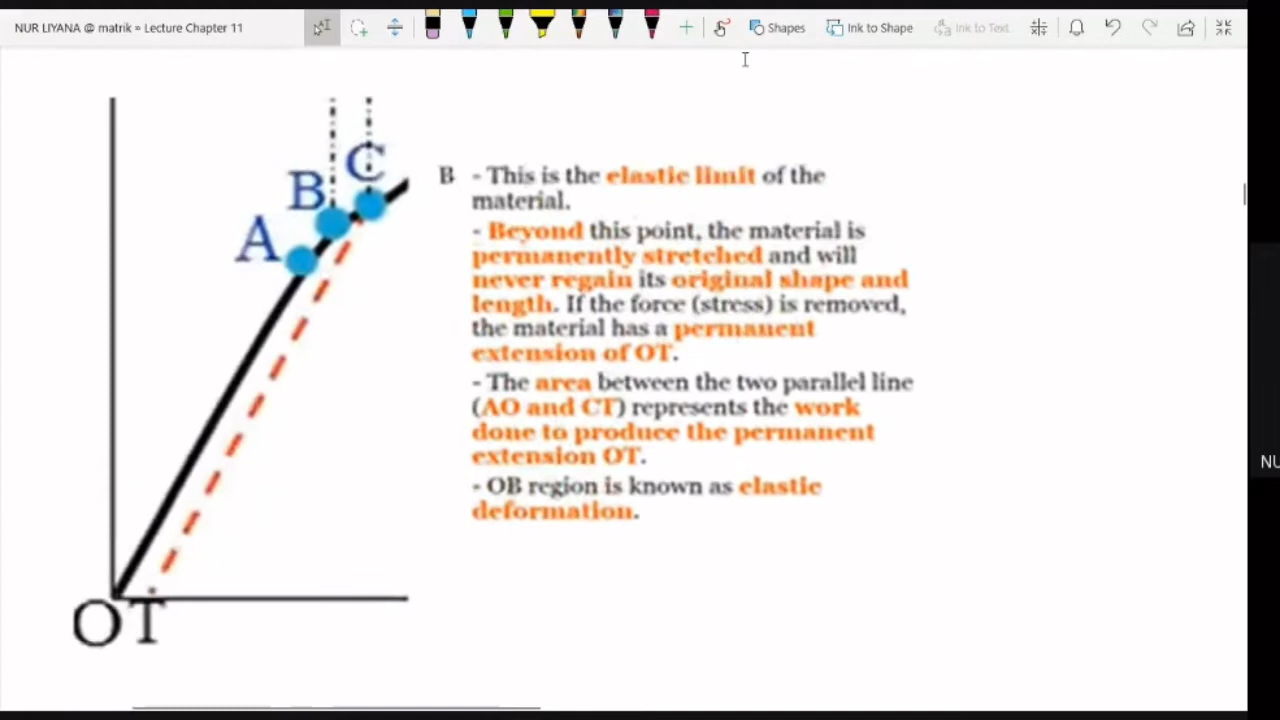 NUR LIYANA @ matrik » Lecture Chapter 11
Shapes
Ink to Shape
Ink to Text
C
B
A
O T
B - This is the elastic limit of the
material.
- Beyond this point, the material is
permanently stretched and will
never regain its original shape and
length. If the force (stress) is removed,
the material has a permanent
extension of OT.
- The area between the two parallel line
(AO and CT) represents the work
done to produce the permanent
extension OT.
- OB region is known as elastic
deformation.
NU